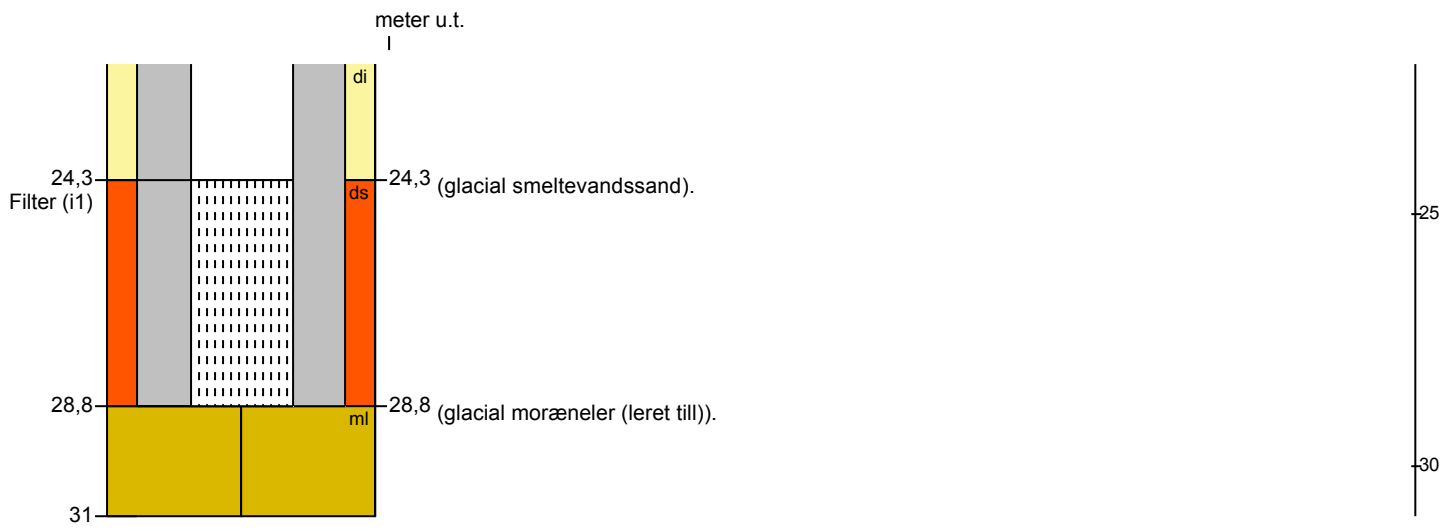 meter u.t.
di
24,3
24,3 (glacial smeltevandssand).
ds
Filter (i1)
25
28,8
28,8 (glacial moræneler (leret till)).
ml
30
31